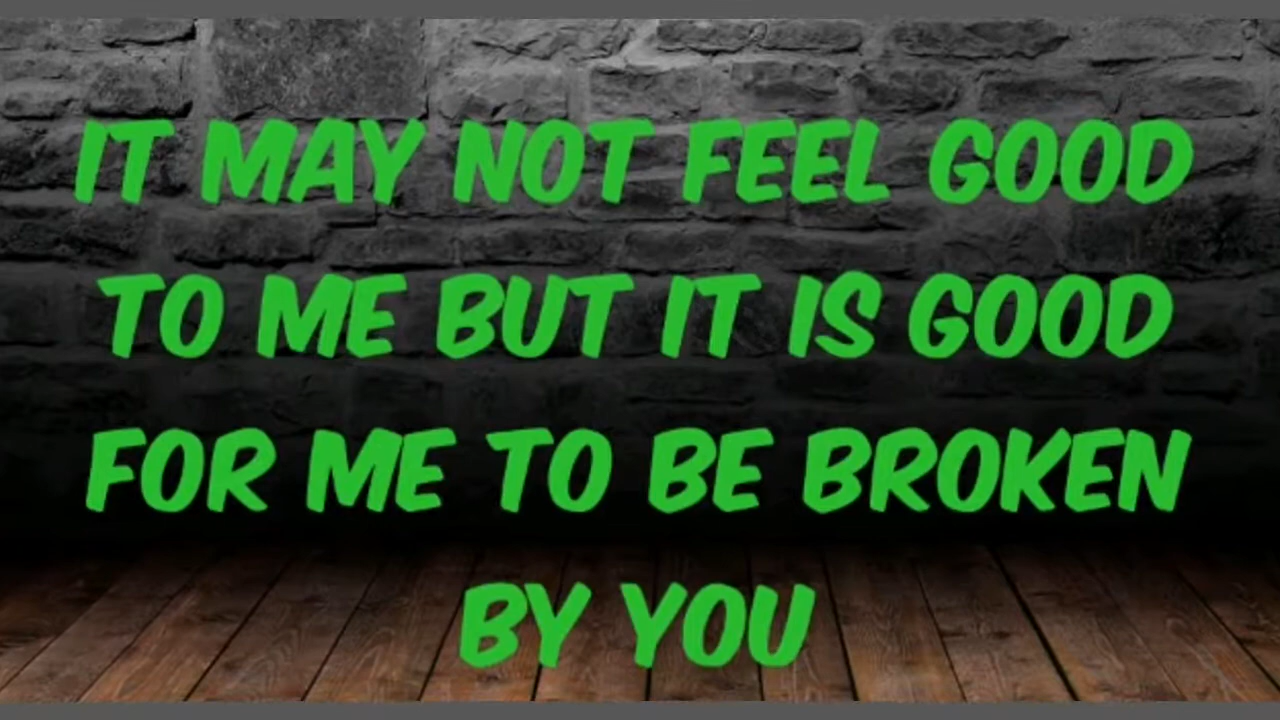 IT MAY NOT FEEL GOOD
TO ME BUT IT IS GOOD
FOR ME TO BE BROKEN
BY YOU